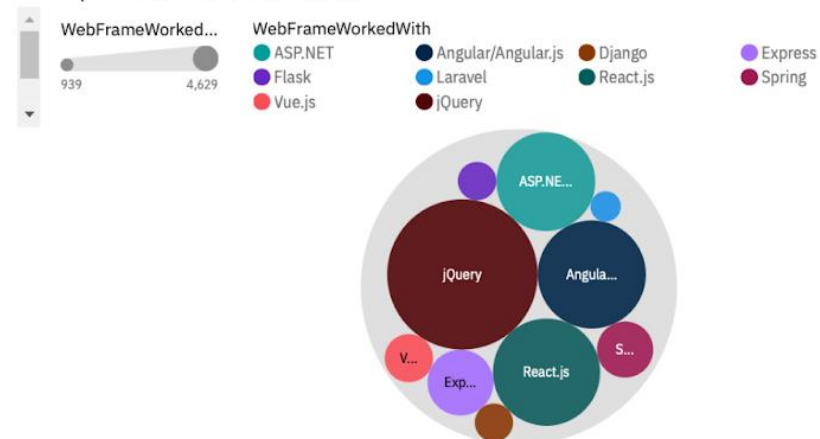 WebFrameWorked...
939 4,629
WebFrameWorkedWith
ASP.NET Angular/Angular.js Django Express
Flask Laravel React.js Spring
Vue.js jQuery
ASP.NE...
jQuery Angula...
V... S...
Exp... React.js